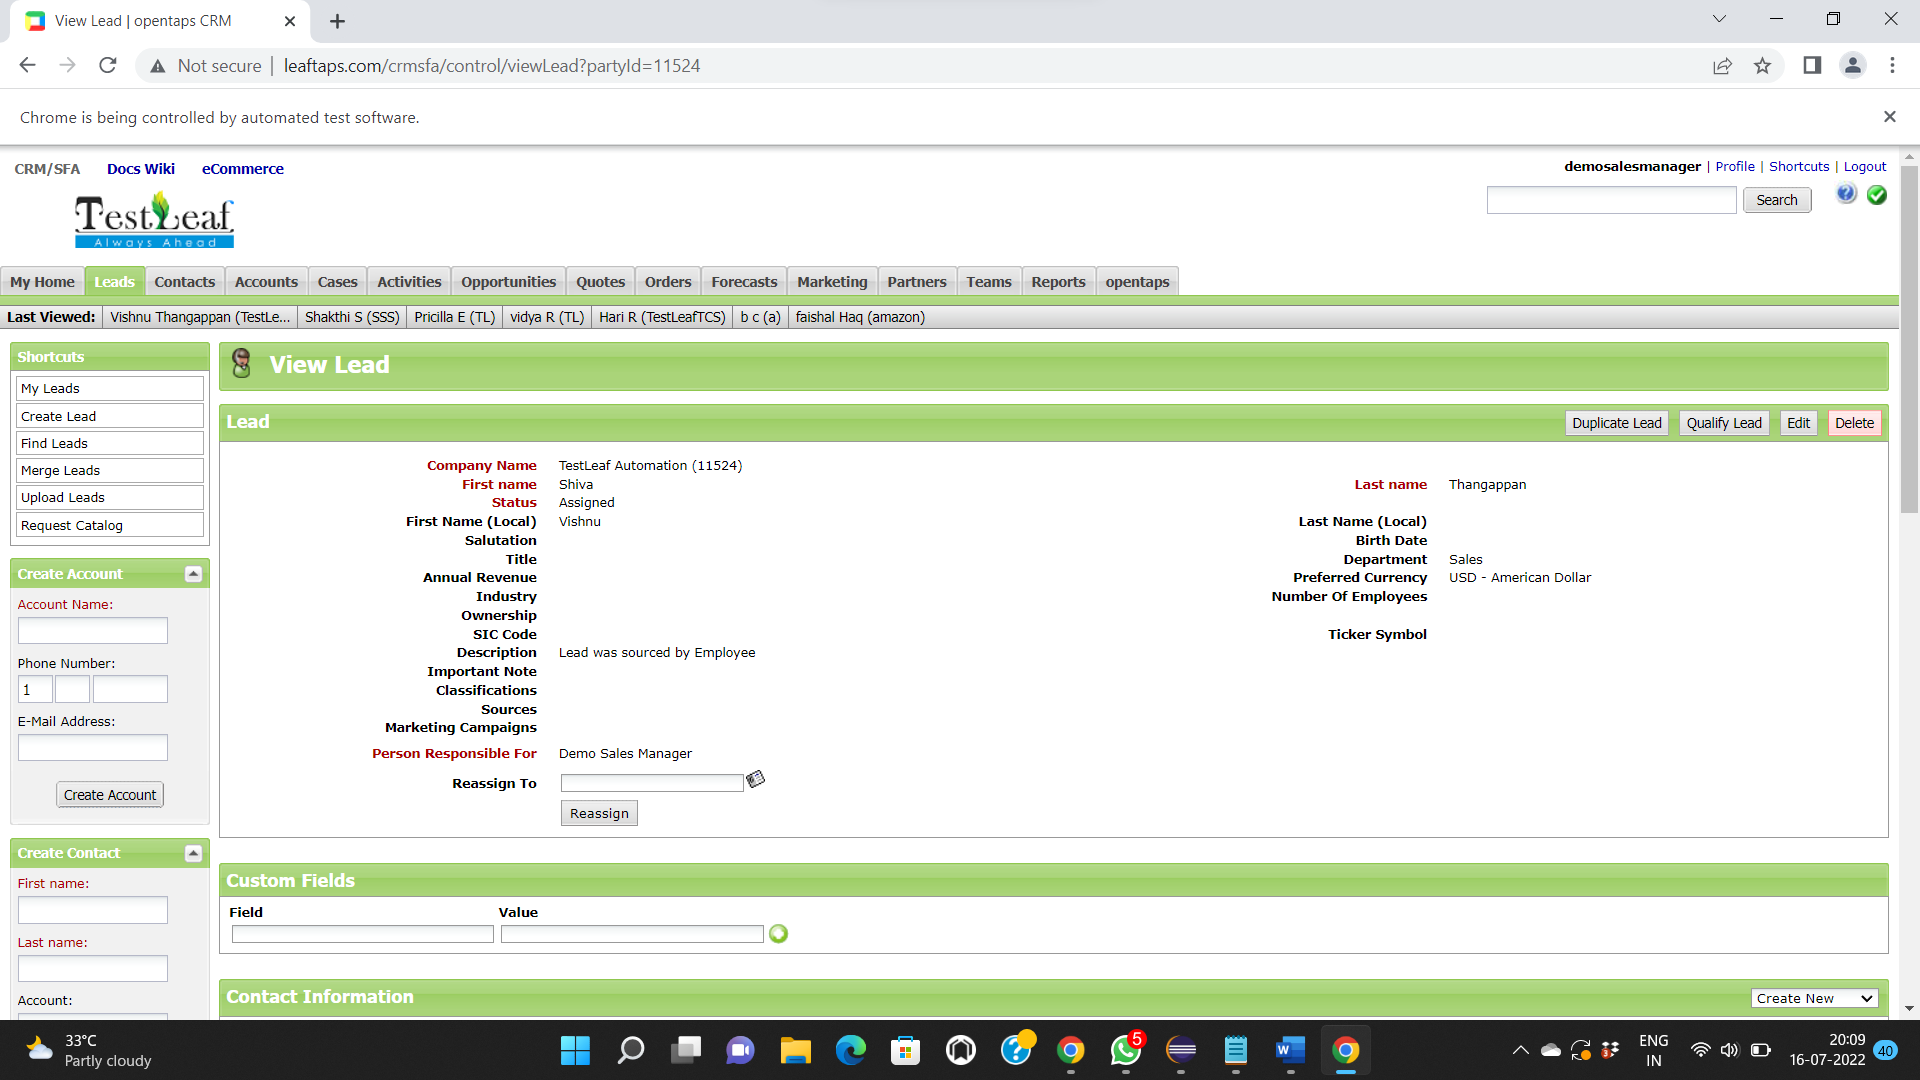 View Lead | opentaps CRM
Not secure | leaftaps.com/crmsfa/control/viewLead?partyId=11524
Chrome is being controlled by automated test software.
CRM/SFA Docs Wiki eCommerce
demosalesmanager | Profile | Shortcuts | Logout
TestLeaf
Always Ahead
Search
My Home Leads Contacts Accounts Cases Activities Opportunities Quotes Orders Forecasts Marketing Partners Teams Reports opentaps
Last Viewed: Vishnu Thangappan (TestLe... Shakthi S (SSS) Pricilla E (TL) vidya R (TL) Hari R (TestLeafTCS) b c (a) faishal Haq (amazon)
Shortcuts
My Leads
Create Lead
Find Leads
Merge Leads
Upload Leads
Request Catalog
Create Account
Account Name:
Phone Number:
1
E-Mail Address:
Create Account
Create Contact
First name:
Last name:
Account:
View Lead
Lead
Duplicate Lead Qualify Lead Edit Delete
Company Name TestLeaf Automation (11524)
First name Shiva Last name Thangappan
Status Assigned
First Name (Local) Vishnu Last Name (Local)
Salutation Birth Date
Title Department Sales
Annual Revenue Preferred Currency USD - American Dollar
Industry Number Of Employees
Ownership
SIC Code Ticker Symbol
Description Lead was sourced by Employee
Important Note
Classifications
Sources
Marketing Campaigns
Person Responsible For Demo Sales Manager
Reassign To
Reassign
Custom Fields
Field Value
Contact Information
Create New
33°C
Partly cloudy
5
3
ENG
IN
20:09
16-07-2022
40